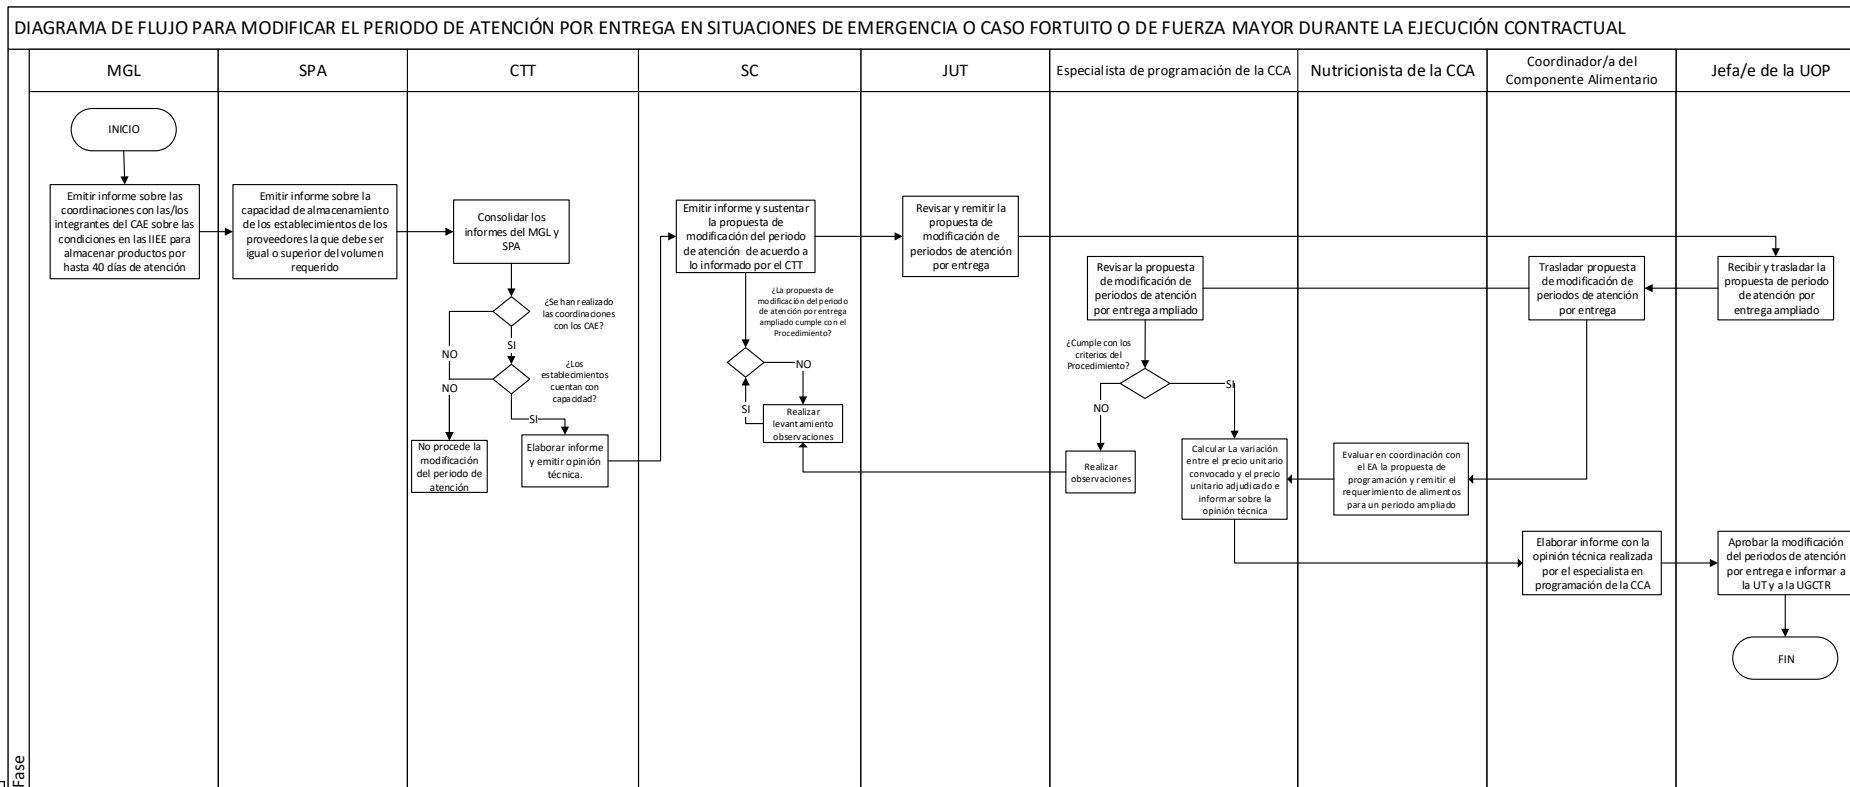 DIAGRAMA DE FLUJO PARA MODIFICAR EL PERIODO DE ATENCIÓN POR ENTREGA EN SITUACIONES DE EMERGENCIA O CASO FORTUITO O DE FUERZA MAYOR DURANTE LA EJECUCIÓN CONTRACTUAL
MGL
SPA
CTT
SC
JUT
Especialista de programación de la CCA
Nutricionista de la CCA
Coordinador/a del
Componente Alimentario
Jefa/e de la UOP
INICIO
Emitir informe sobre las
coordinaciones con las/los
integrantes del CAE sobre las
condiciones en las IIEE para
almacenar productos por
hasta 40 días de atención
Emitir informe sobre la
capacidad de almacenamiento
de los establecimientos de los
proveedores la que debe ser
igual o superior del volumen
requerido
Consolidar los
informes del MGL y
SPA
¿Se han realizado
las coordinaciones
con los CAE?
NO
SI
¿Los
establecimientos
cuentan con
capacidad?
NO
SI
No procede la
modificación
del periodo de
atención
Elaborar informe
y emitir opinión
técnica.
Emitir informe y sustentar
la propuesta de
modificación del periodo
de atención de acuerdo a
lo informado por el CTT
¿La propuesta de
modificación del periodo
de atención por entrega
ampliado cumple con el
Procedimiento?
NO
SI
Realizar
levantamiento
observaciones
Revisar y remitir la
propuesta de
modificación de
periodos de atención
por entrega
Revisar la propuesta
de modificación de
periodos de atención
por entrega ampliado
¿Cumple con los
criterios del
Procedimiento?
SI
NO
Realizar
observaciones
Calcular La variación
entre el precio unitario
convocado y el precio
unitario adjudicado e
informar sobre la
opinión técnica
Evaluar en coordinación con
el EA la propuesta de
programación y remitir el
requerimiento de alimentos
para un periodo ampliado
Trasladar propuesta
de modificación de
periodos de atención
por entrega
Recibir y trasladar la
propuesta de periodo
de atención por
entrega ampliado
Elaborar informe con la
opinión técnica realizada
por el especialista en
programación de la CCA
Aprobar la modificación
del periodos de atención
por entrega e informar a
la UT y a la UGCTR
FIN
Fase